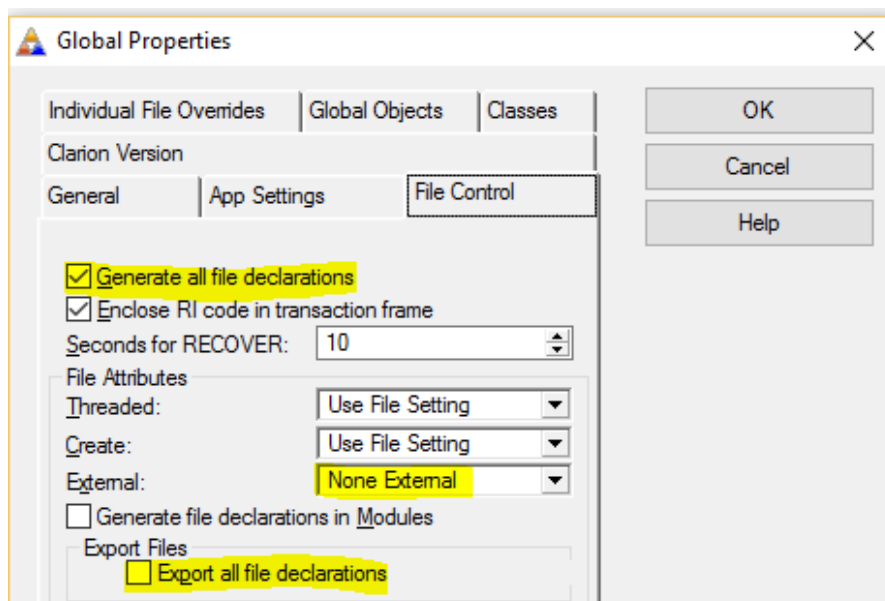 Global Properties
Individual File Overrides Global Objects Classes
OK
Clarion Version
Cancel
General App Settings File Control
Help
Generate all file declarations
Enclose RI code in transaction frame
Seconds for RECOVER: 10
File Attributes
Threaded: Use File Setting
Create: Use File Setting
External: None External
Generate file declarations in Modules
Export Files
Export all file declarations